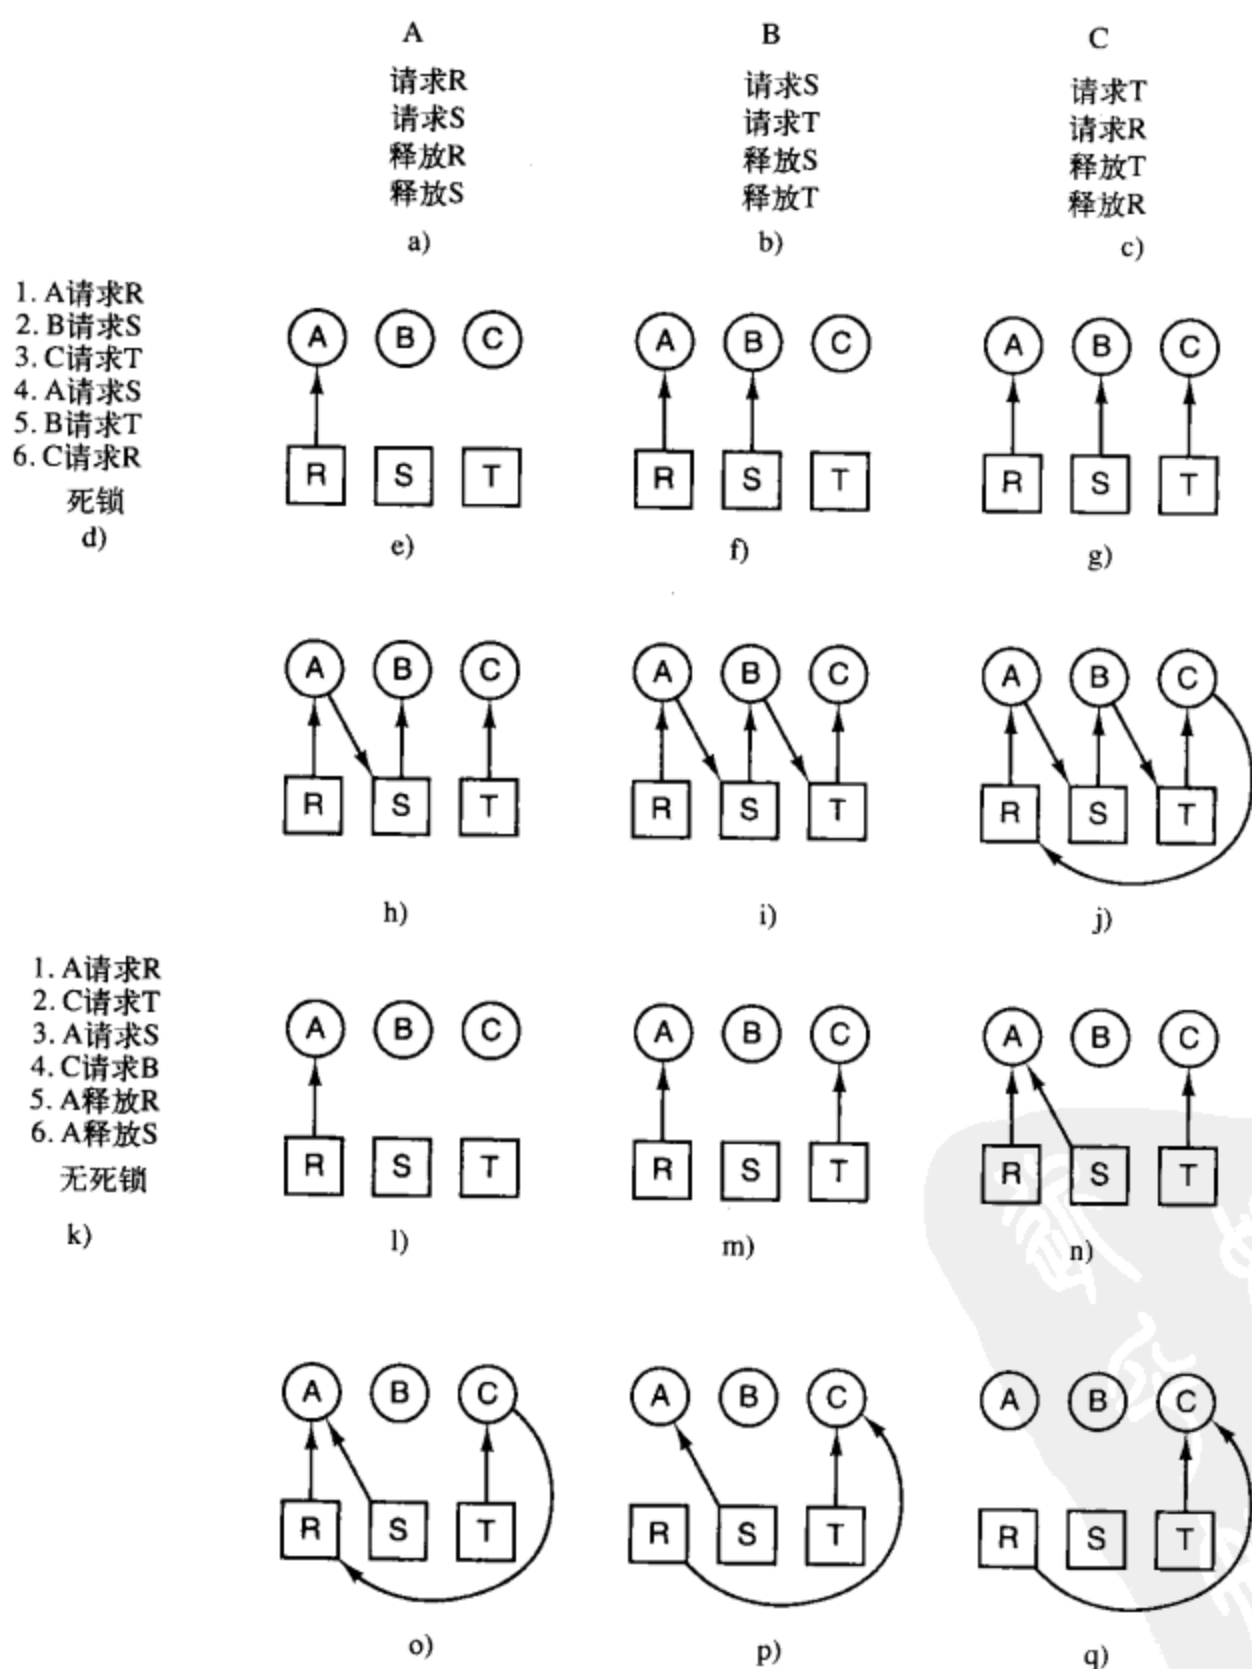 A
请求R
请求S
释放R
释放S
a)
B
请求S
请求T
释放S
释放T
b)
C
请求T
请求R
释放T
释放R
c)
1. A请求R
2. B请求S
3. C请求T
4. A请求S
5. B请求T
6. C请求R
死锁
d)
A B C
R S T
e)
A B C
R S T
f)
A B C
R S T
g)
A B C
R S T
h)
A B C
R S T
i)
A B C
R S T
j)
1. A请求R
2. C请求T
3. A请求S
4. C请求B
5. A释放R
6. A释放S
无死锁
k)
A B C
R S T
l)
A B C
R S T
m)
A B C
R S T
n)
A B C
R S T
o)
A B C
R S T
p)
A B C
R S T
q)